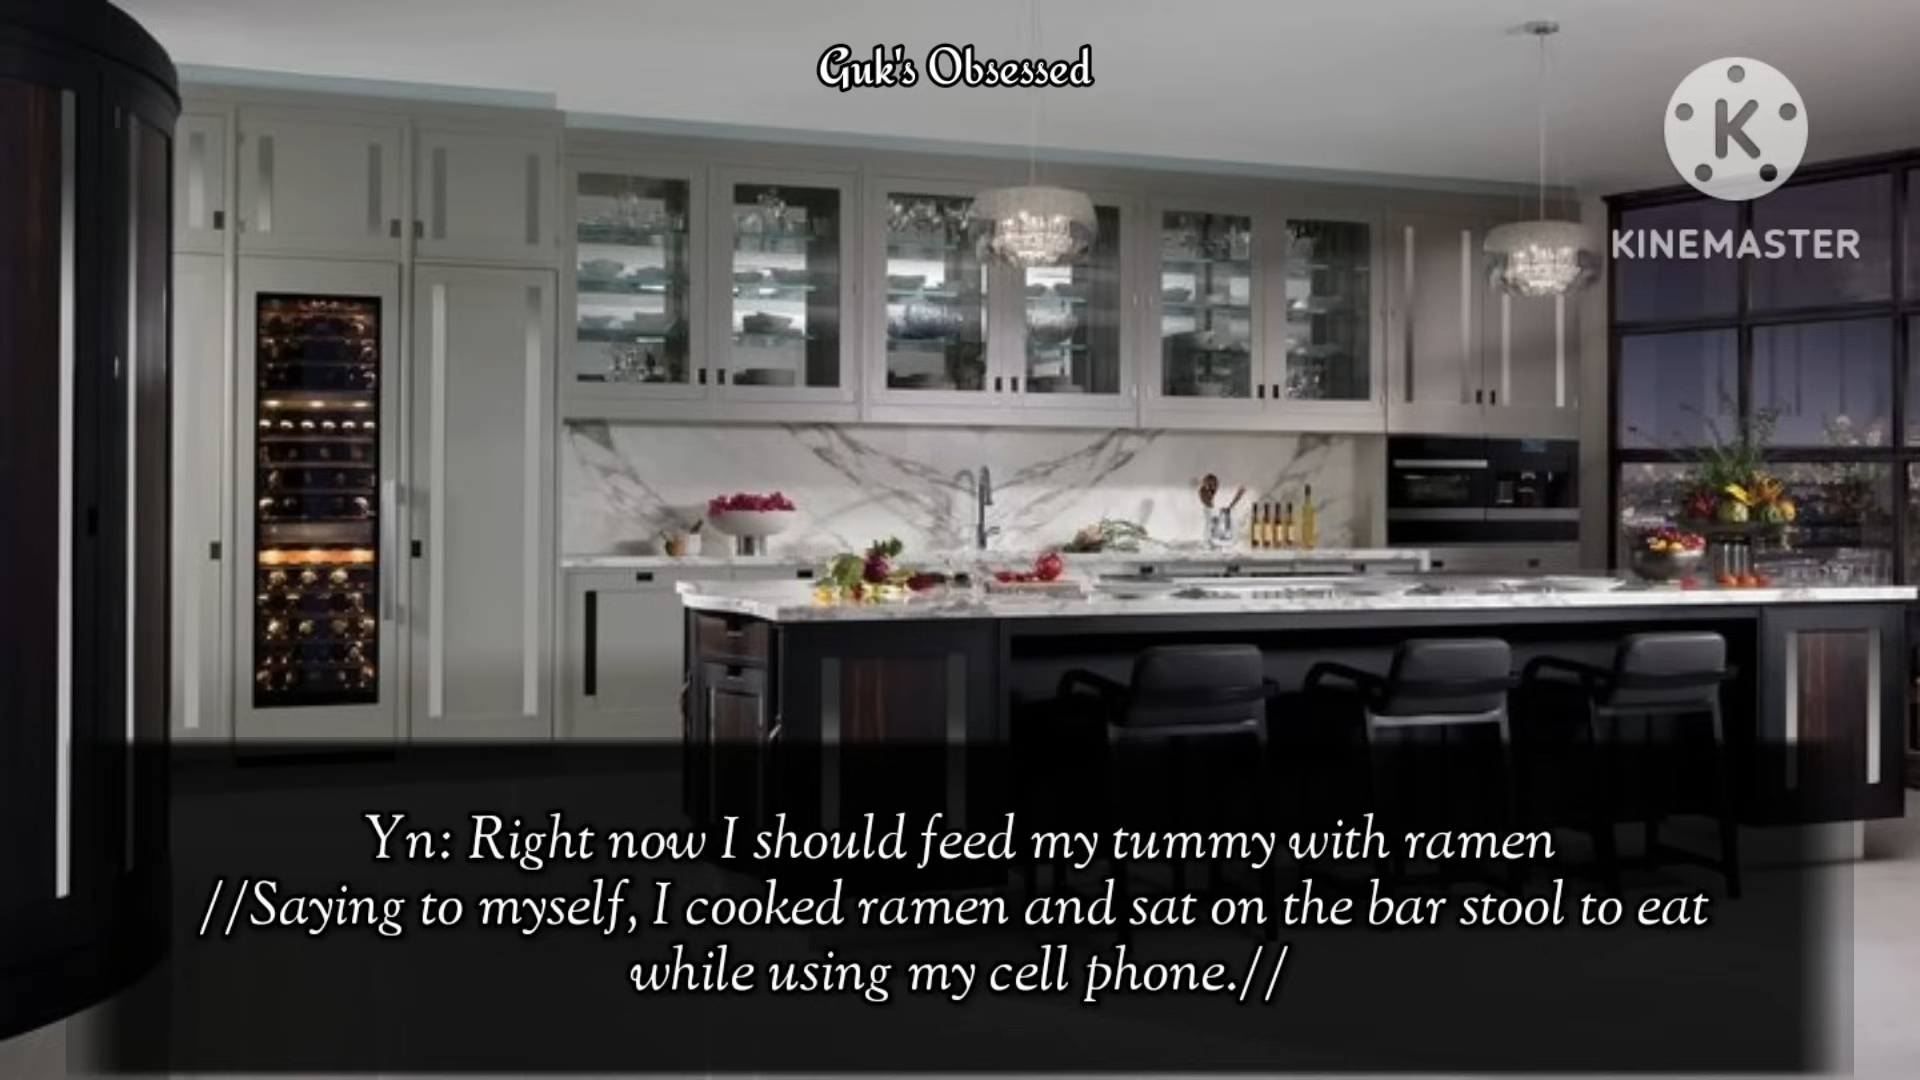 Guk's Obsessed
K
KINEMASTER
Yn: Right now I should feed my tummy with ramen
//Saying to myself, I cooked ramen and sat on the bar stool to eat
while using my cell phone.//